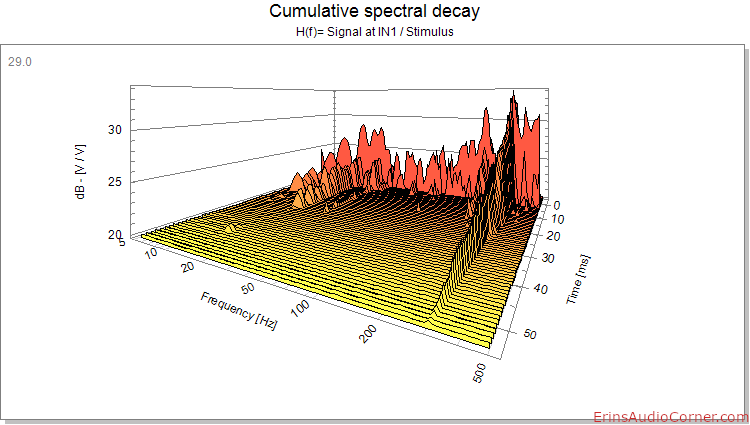 Cumulative spectral decay
H(f)= Signal at IN1 / Stimulus
29.0
dB - [V / V]
30
25
20
5
10
20
50
100
200
500
Frequency [Hz]
0
10
20
30
40
50
Time [ms]
ErinsAudioCorner.com